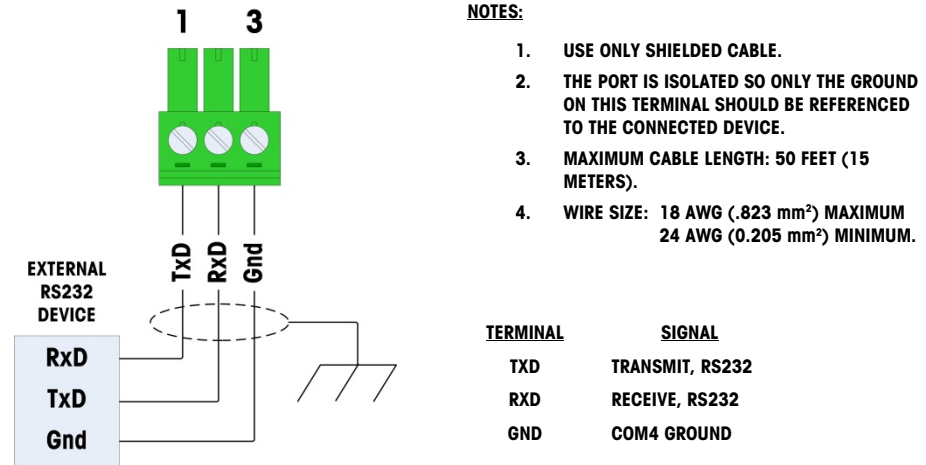 1 3
TxD
RxD
Gnd
EXTERNAL
RS232
DEVICE
RxD
TxD
Gnd
NOTES:
1. USE ONLY SHIELDED CABLE.
2. THE PORT IS ISOLATED SO ONLY THE GROUND
ON THIS TERMINAL SHOULD BE REFERENCED
TO THE CONNECTED DEVICE.
3. MAXIMUM CABLE LENGTH: 50 FEET (15
METERS).
4. WIRE SIZE: 18 AWG (.823 mm²) MAXIMUM
24 AWG (0.205 mm²) MINIMUM.
TERMINAL SIGNAL
TXD TRANSMIT, RS232
RXD RECEIVE, RS232
GND COM4 GROUND